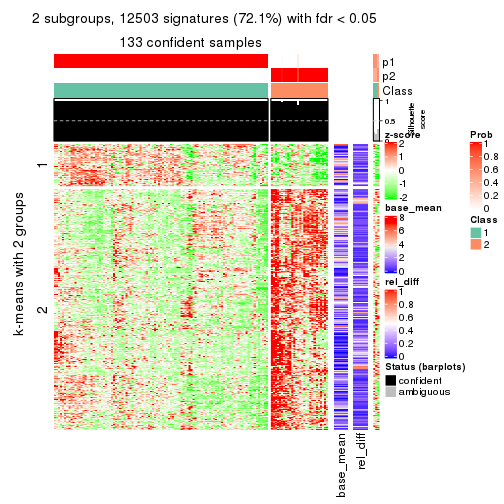 2 subgroups, 12503 signatures (72.1%) with fdr < 0.05
133 confident samples
p1
p2
Class
1
0.5
0
Silhouette
score
k-means with 2 groups
1
2
base_mean
rel_diff
z-score
2
1
0
-1
-2
base_mean
8
6
4
2
0
rel_diff
1
0.8
0.6
0.4
0.2
0
Status (barplots)
confident
ambiguous
Prob
1
0.8
0.6
0.4
0.2
0
Class
1
2